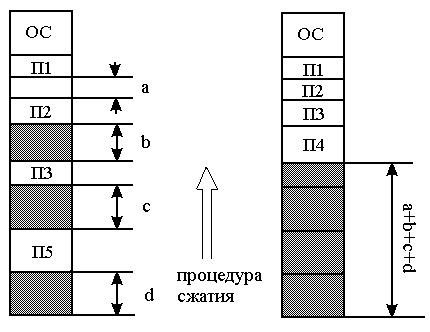 ОС
П1
a
П2
b
П3
c
П5
d
процедура
сжатия
ОС
П1
П2
П3
П4
a+b+c+d